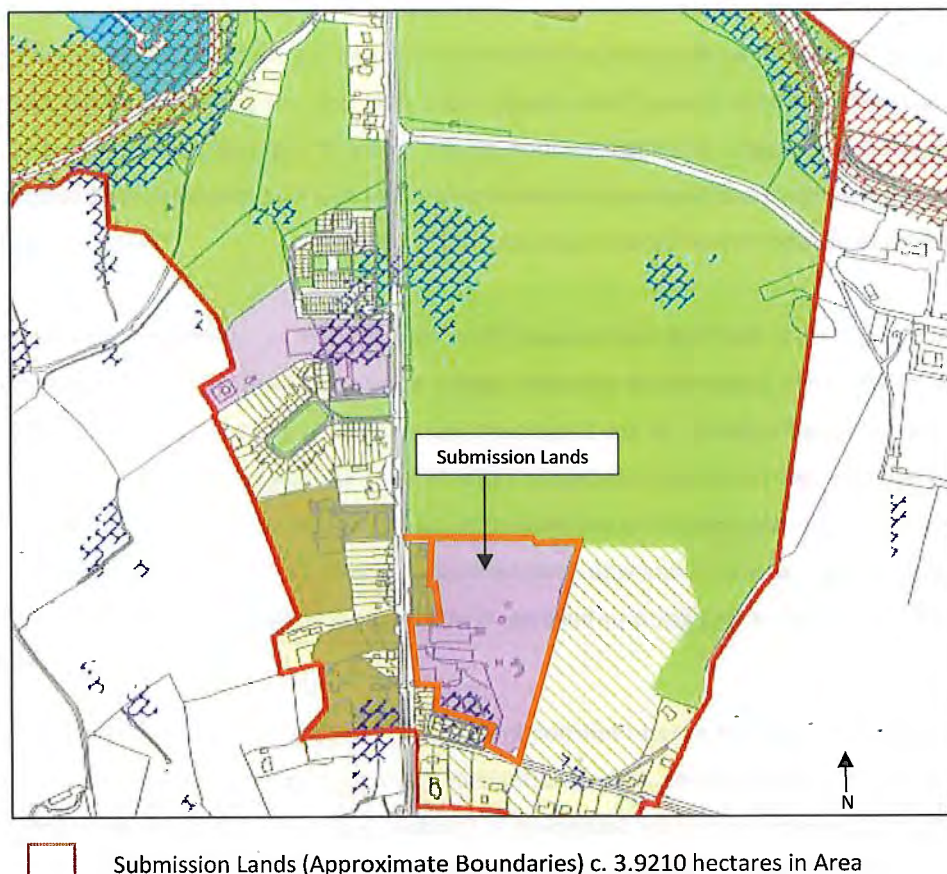 Submission Lands
N
Submission Lands (Approximate Boundaries) c. 3.9210 hectares in Area